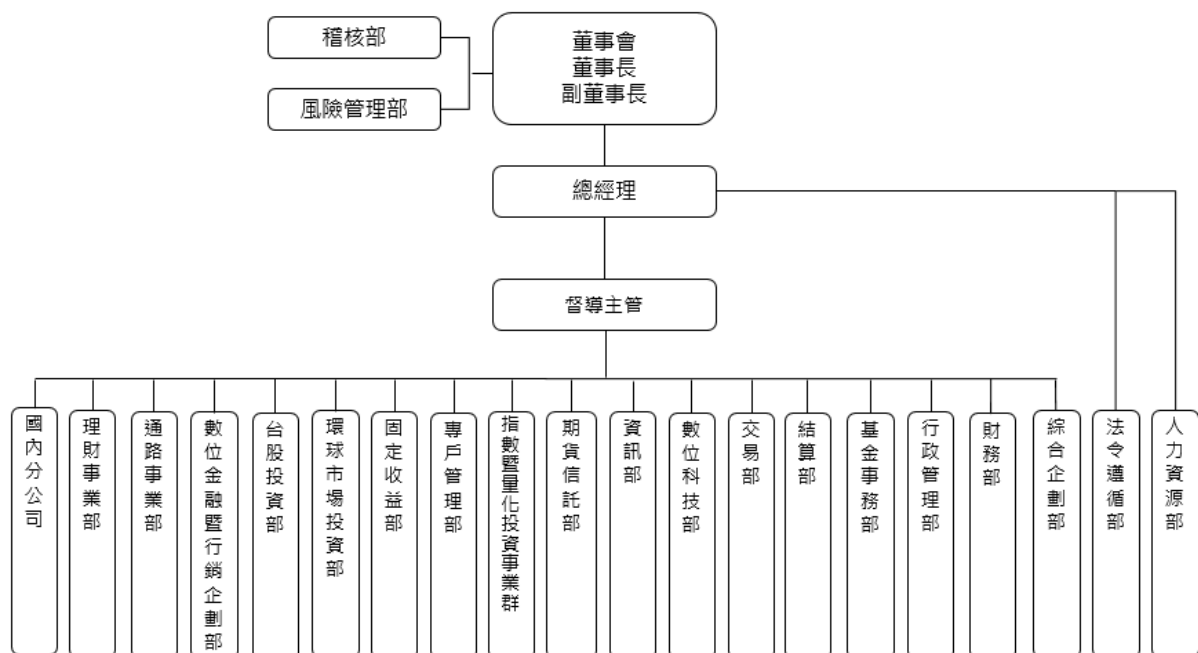 稽核部
風險管理部
董事會
董事長
副董事長
總經理
督導主管
國內分公司
理財事業部
通路事業部
數位金融暨行銷企劃部
台股投資部
環球市場投資部
固定收益部
專戶管理部
指數暨量化投資事業群
期貨信託部
資訊部
數位科技部
交易部
結算部
基金事務部
行政管理部
財務部
綜合企劃部
法令遵循部
人力資源部